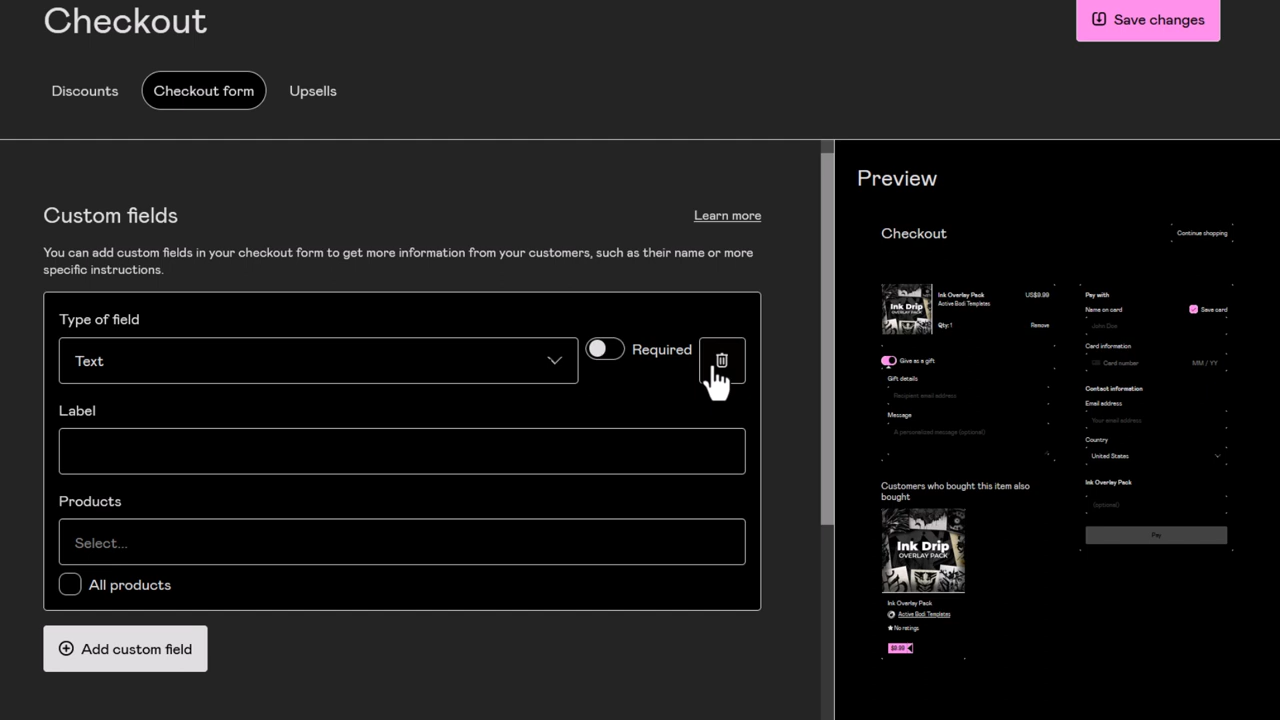 Checkout
Save changes
Discounts
Checkout form
Upsells
Custom fields
Learn more
You can add custom fields in your checkout form to get more information from your customers, such as their name or more
specific instructions.
Type of field
Text
Required
Label
Products
Select...
All products
Add custom field
Preview
Checkout
Continue shopping
Ink Drip
OVERLAY PACK
Ink Overlay Pack
US$9.99
Active Bodi Templates
Qty: 1
Remove
Give as a gift
Gift details
Recipient email address
Message
A personalized message (optional)
Customers who bought this item also
bought
Ink Drip
OVERLAY PACK
Ink Overlay Pack
Active Bodi Templates
No ratings
$9.99
Pay with
Name on card
Save card
John Doe
Card information
Card number
MM / YY
Contact information
Email address
Your email address
Country
United States
Ink Overlay Pack
(optional)
Pay